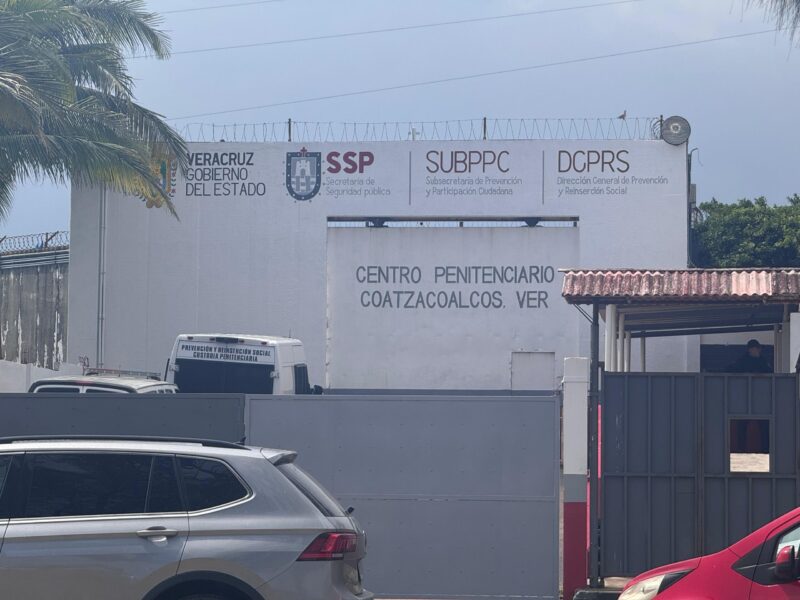 VERACRUZ
GOBIERNO
DEL ESTADO
SSP
Secretaría de
Seguridad pública
SUBPPC
Subsecretaría de Prevención
y Participación Ciudadana
DGPRS
Dirección General de Prevención
y Reinserción Social
CENTRO PENITENCIARIO
COATZACOALCOS. VER
PREVENCIÓN Y REINSERCIÓN SOCIAL
CUSTODIA PENITENCIARIA